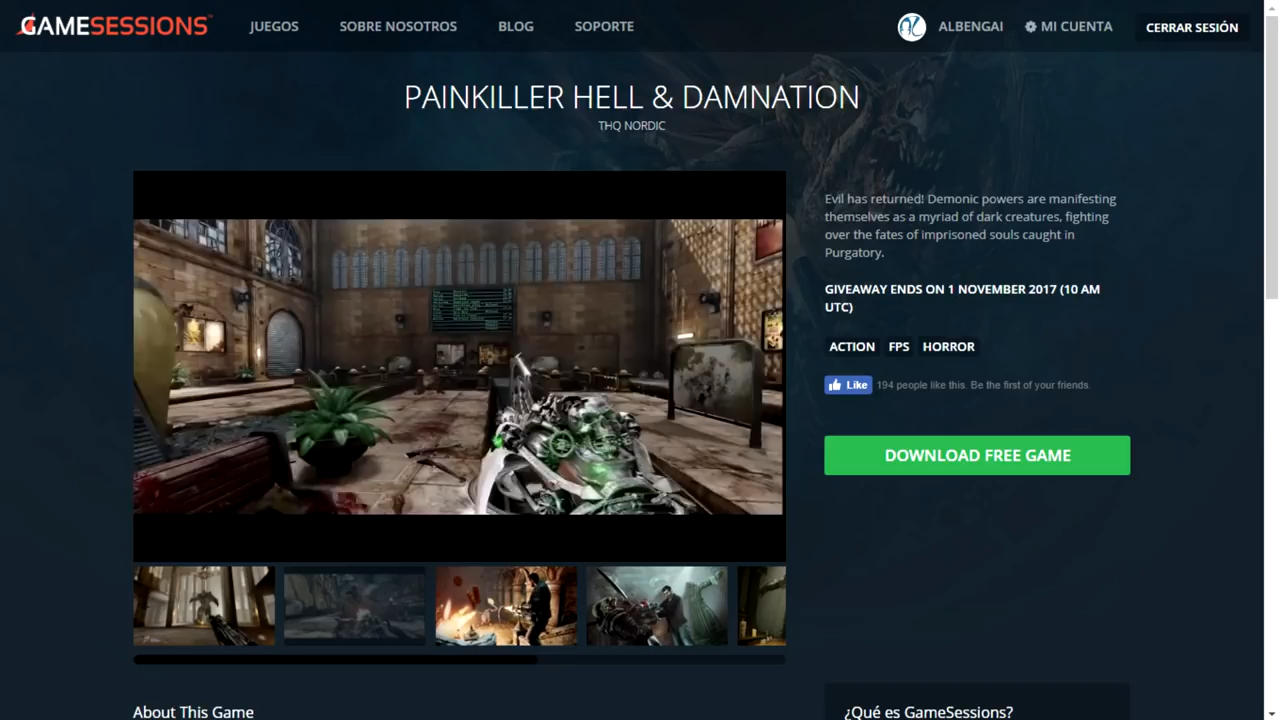 GAMESESSIONS™
JUEGOS
SOBRE NOSOTROS
BLOG
SOPORTE
ALBENGAI
MI CUENTA
CERRAR SESIÓN
PAINKILLER HELL & DAMNATION
THQ NORDIC
Evil has returned! Demonic powers are manifesting
themselves as a myriad of dark creatures, fighting
over the fates of imprisoned souls caught in
Purgatory.
GIVEAWAY ENDS ON 1 NOVEMBER 2017 (10 AM
UTC)
ACTION FPS HORROR
Like 194 people like this. Be the first of your friends.
DOWNLOAD FREE GAME
About This Game
¿Qué es GameSessions?